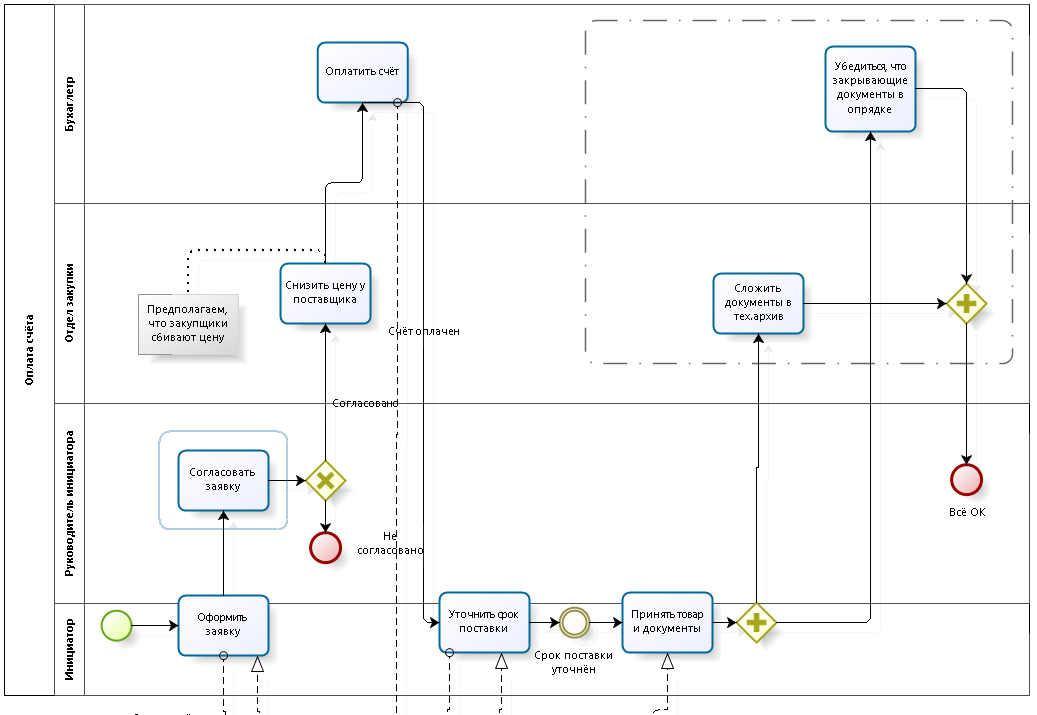 Оплата счёта
Бухаглетр
Оплатить счёт
Убедиться, что
закрывающие
документы в
опрядке
Отдел закупки
Предполагаем,
что закупщики
сбивают цену
Снизить цену у
поставщика
Счёт оплачен
Сложить
документы в
тех.архив
Согласовано
Руководитель инициатора
Согласовать
заявку
Не
согласовано
Всё ОК
Инициатор
Оформить
заявку
Уточнить срок
поставки
Срок поставки
уточнён
Принять товар
и документы